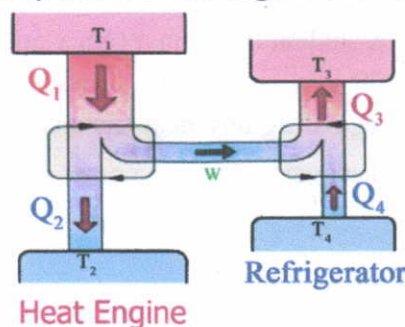 T1
T3
Q1
Q3
W
Q2
Q4
T2
T4
Refrigerator
Heat Engine